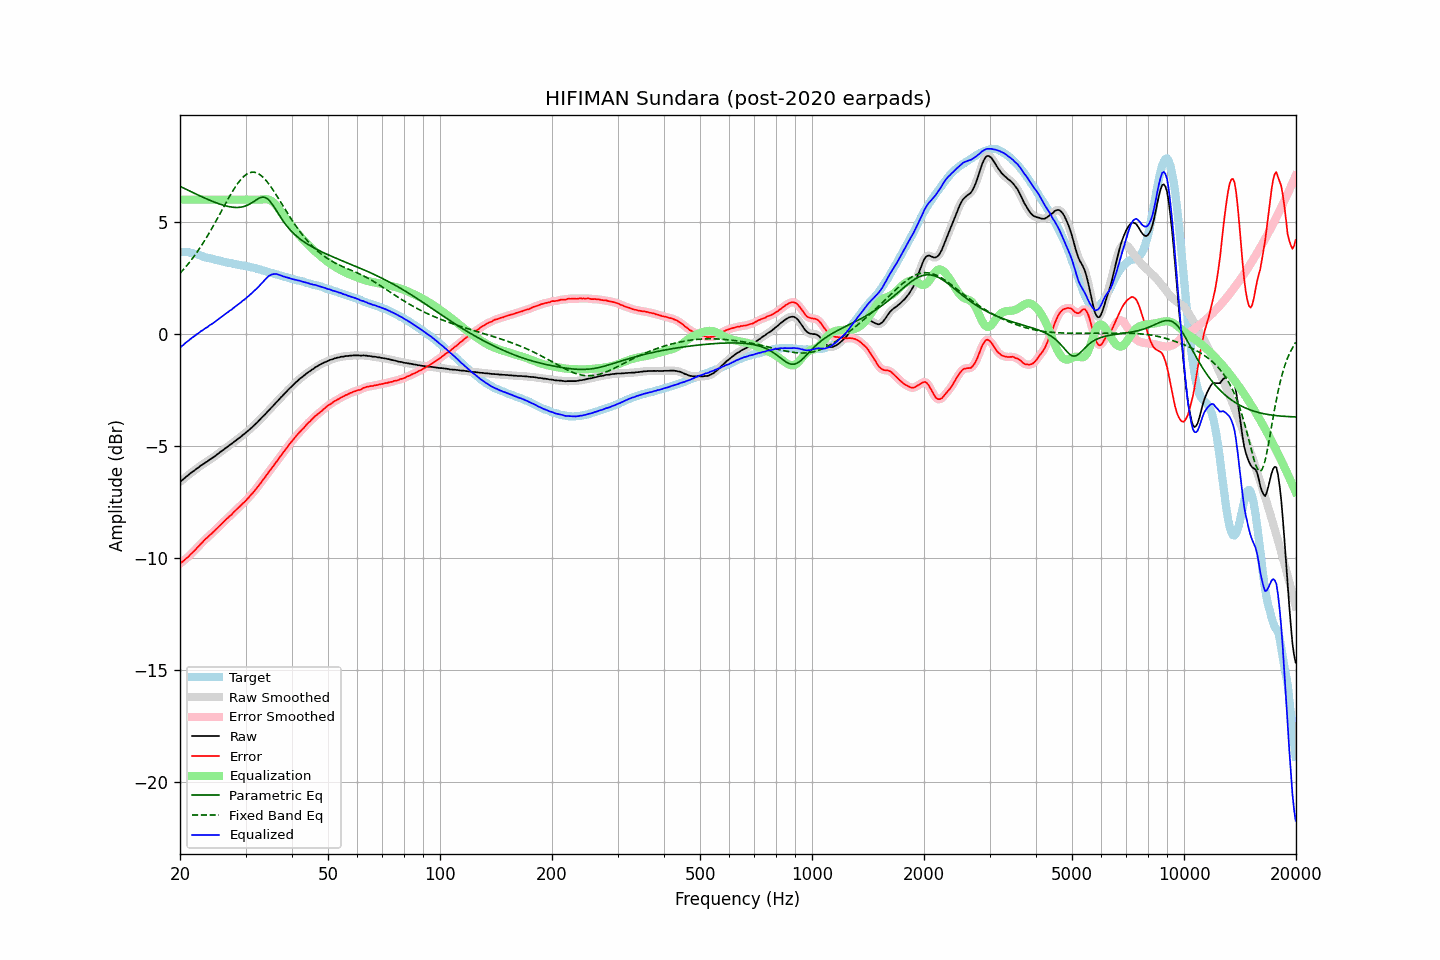 HIFIMAN Sundara (post-2020 earpads)
Amplitude (dBr)
5
0
−5
−10
−15
−20
Target
Raw Smoothed
Error Smoothed
Raw
Error
Equalization
Parametric Eq
Fixed Band Eq
Equalized
20 50 100 200 500 1000 2000 5000 10000 20000
Frequency (Hz)